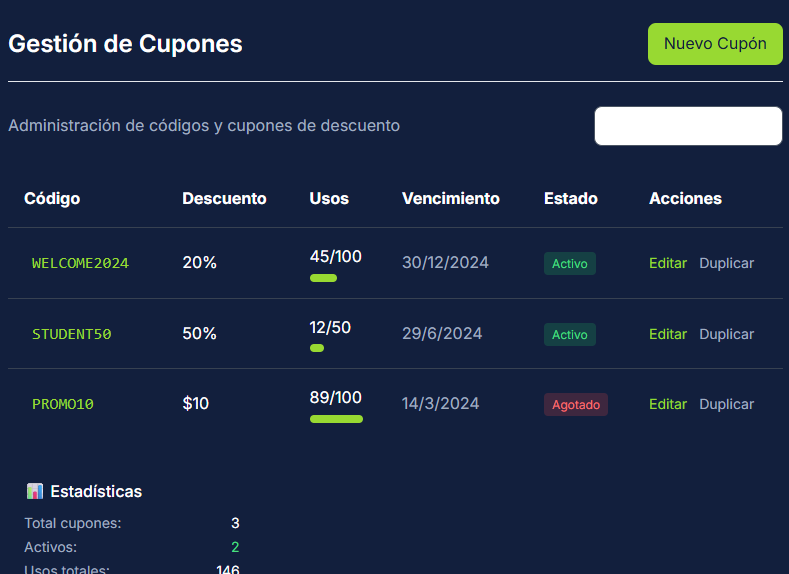 Gestión de Cupones
Nuevo Cupón
Administración de códigos y cupones de descuento
Código Descuento Usos Vencimiento Estado Acciones
WELCOME2024 20% 45/100 30/12/2024 Activo Editar Duplicar
STUDENT50 50% 12/50 29/6/2024 Activo Editar Duplicar
PROMO10 $10 89/100 14/3/2024 Agotado Editar Duplicar
Estadísticas
Total cupones: 3
Activos: 2
Usos totales: 146